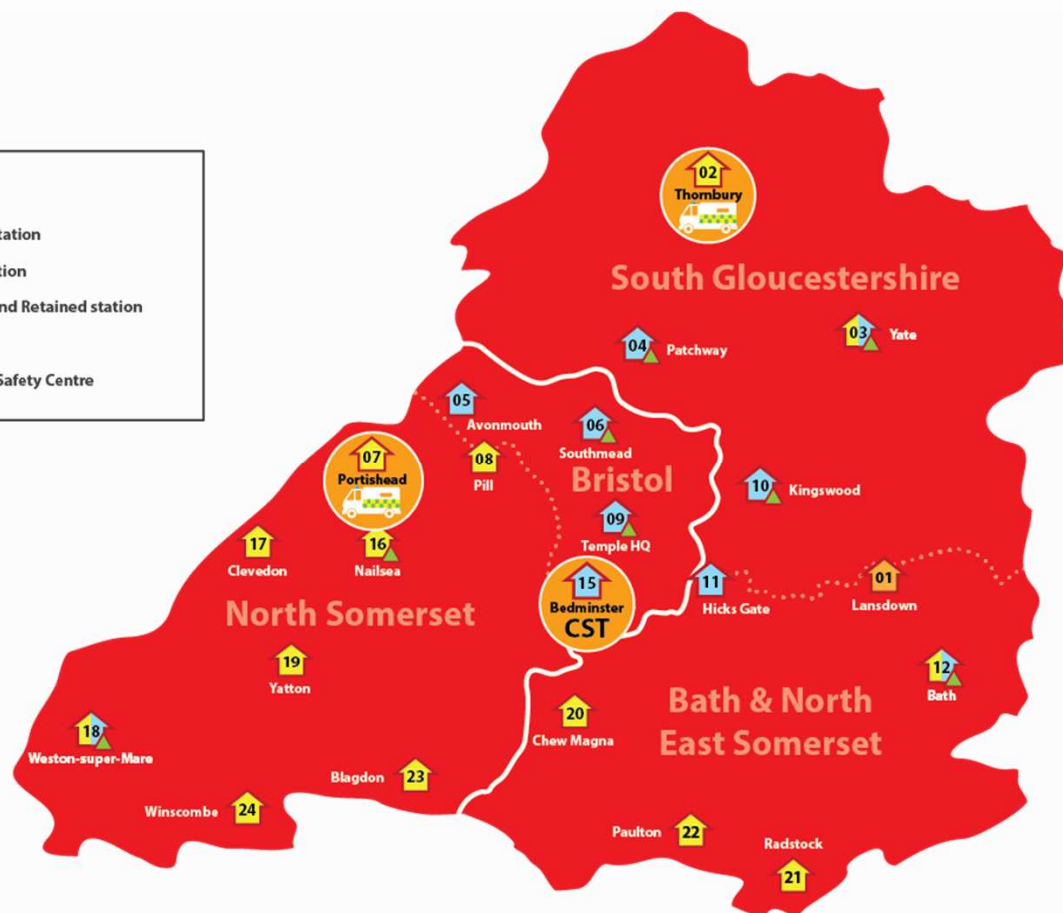 tation
tion
nd Retained station
Safety Centre
02
Thornbury
South Gloucestershire
04
Patchway
03
Yate
05
Avonmouth
06
Southmead
07
Portishead
08
Pill
Bristol
10
Kingswood
09
Temple HQ
17
Clevedon
16
Nailsea
15
Bedminster
CST
11
Hicks Gate
01
Lansdown
North Somerset
19
Yatton
12
Bath
20
Chew Magna
Bath & North
East Somerset
18
Weston-super-Mare
Blagdon
23
Winscombe
24
Paulton
22
Radstock
21